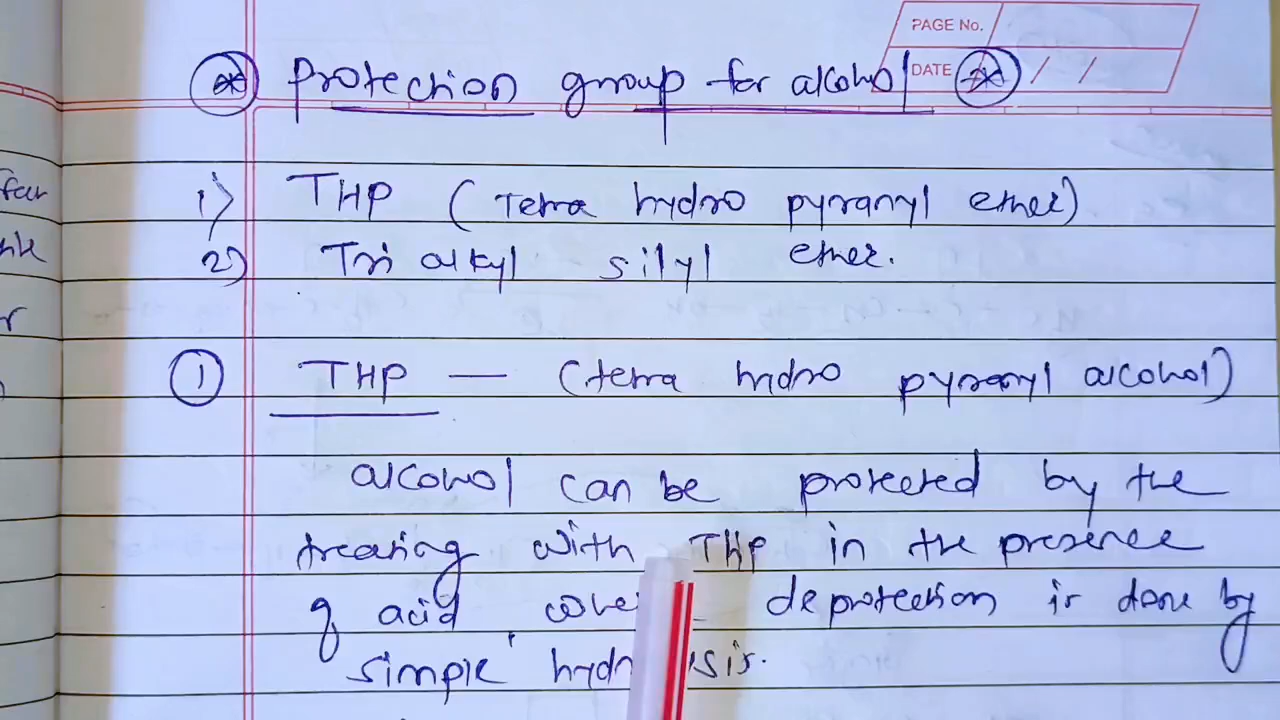 PAGE No.
DATE / /
Protection group for alcohol
1) THP (Tetra hydro pyranyl ether)
2) Tri alkyl silyl ether.
① THP — (tetra hydro pyranyl alcohol)
alcohol can be protected by the
treating with THP in the presence
of acid, deprotection is done by
simple
far
r